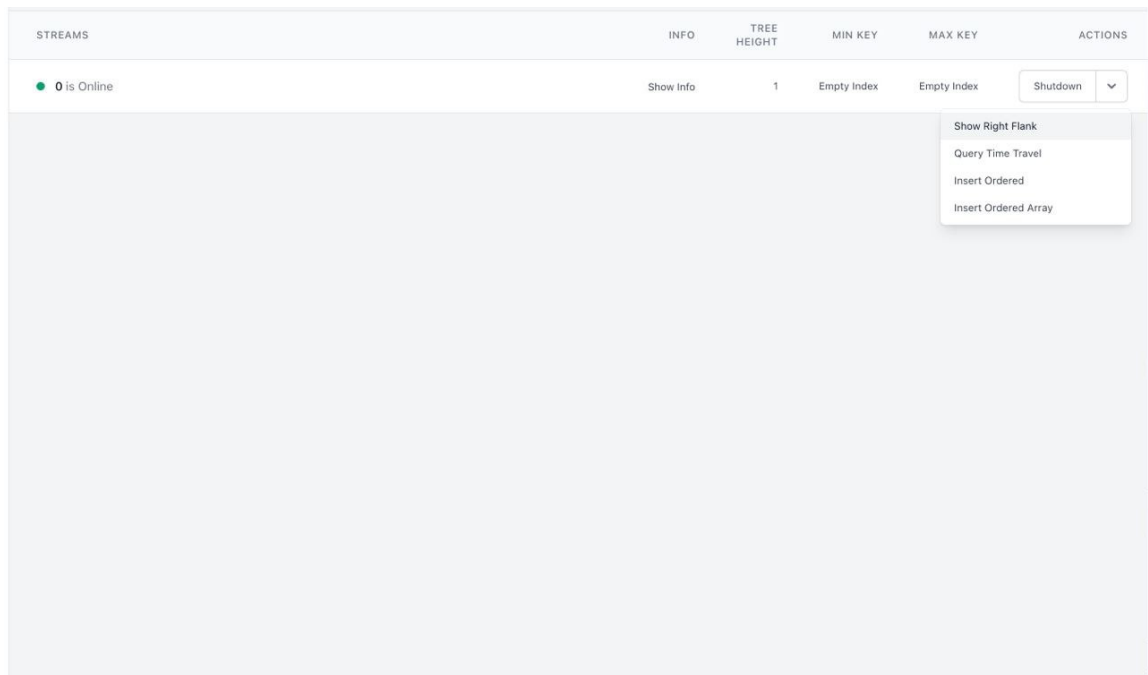 STREAMS INFO TREE HEIGHT MIN KEY MAX KEY ACTIONS
0 is Online Show Info 1 Empty Index Empty Index Shutdown
Show Right Flank
Query Time Travel
Insert Ordered
Insert Ordered Array